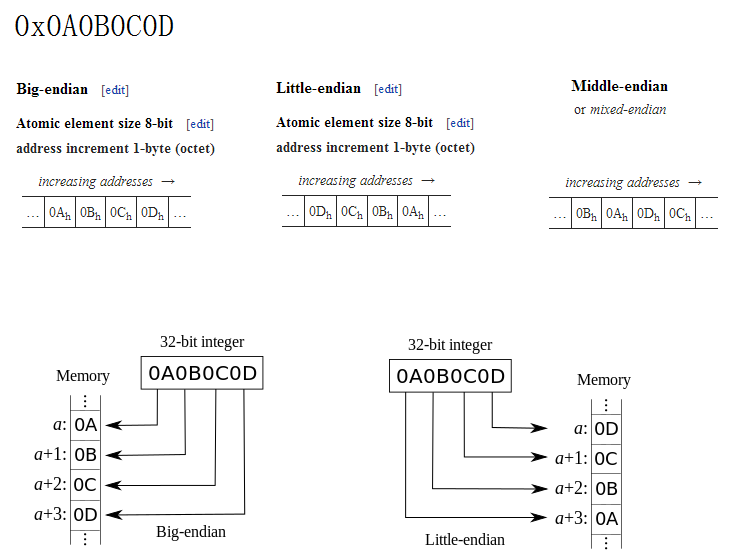 0x0A0B0C0D
Big-endian [edit]
Atomic element size 8-bit [edit]
address increment 1-byte (octet)
increasing addresses →
... 0Ah 0Bh 0Ch 0Dh ...
Little-endian [edit]
Atomic element size 8-bit [edit]
address increment 1-byte (octet)
increasing addresses →
... 0Dh 0Ch 0Bh 0Ah ...
Middle-endian
or mixed-endian
increasing addresses →
... 0Bh 0Ah 0Dh 0Ch ...
32-bit integer
0A0B0C0D
Memory
⋮
a: 0A
a+1: 0B
a+2: 0C
a+3: 0D
⋮
Big-endian
32-bit integer
0A0B0C0D
Memory
⋮
a: 0D
a+1: 0C
a+2: 0B
a+3: 0A
⋮
Little-endian